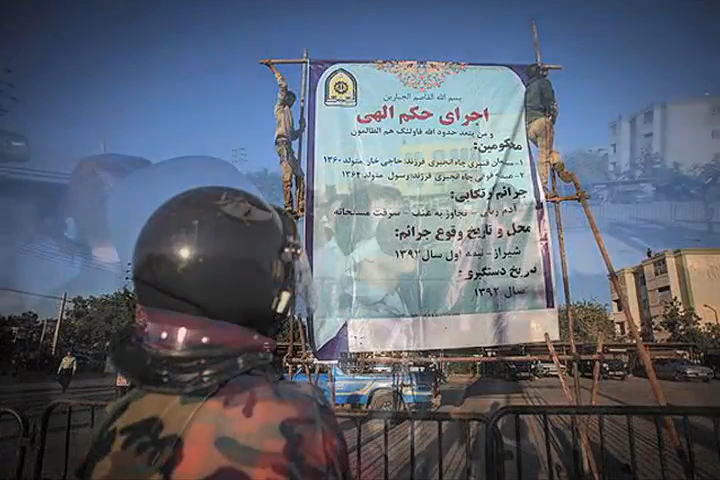 بسم الله القاصم الجبارین
اجرای حکم الهی
و من یتعد حدود الله فاولئک هم الظالمون
محکومین:
۱- قنبری چاه انجیری فرزند: حاجی خان متولد ۱۳۶۰
۲- چاه انجیری فرزند رسول متولد ۱۳۶۴
جرائم ارتکابی:
آدم ربایی - تجاوز به عنف - سرقت مسلحانه
محل و تاریخ وقوع جرائم:
شیراز - نیمه اول سال ۱۳۹۲
تاریخ دستگیری:
سال ۱۳۹۲